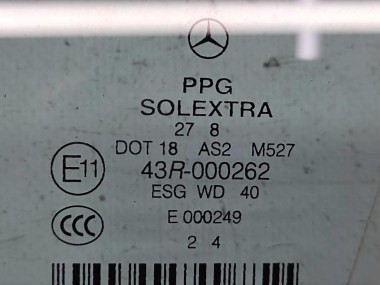 PPG
SOLEXTRA
27 8
DOT 18 AS2 M527
E11 43R-000262
ESG WD 40
CCC E 000249
2 4